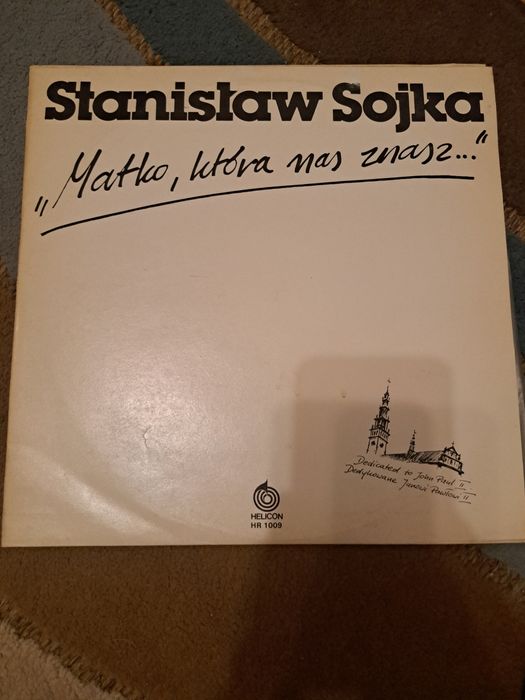 Stanisław Sojka
„Matko, która nas znasz..."
Dedicated to John Paul II
Dedykowane Janowi Pawłowi II
HELICON
HR 1009